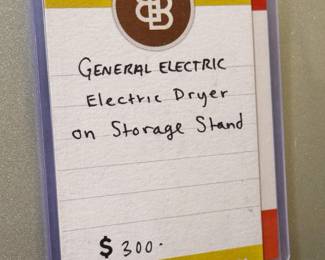 GENERAL ELECTRIC
Electric Dryer
on Storage Stand
$300.